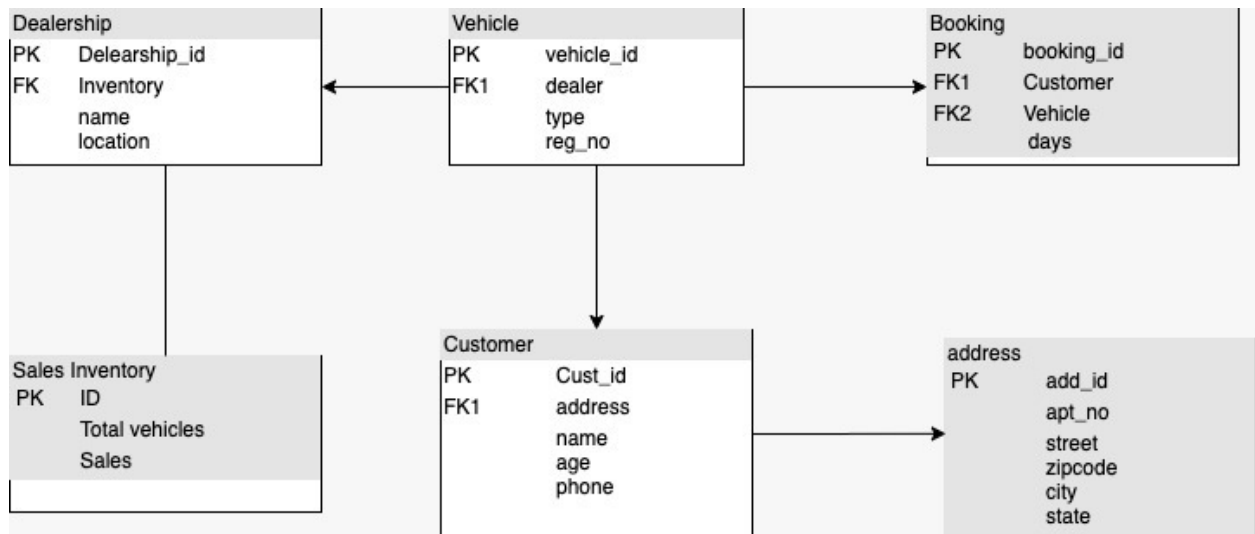 Dealership
PK Delearship_id
FK Inventory
name
location
Vehicle
PK vehicle_id
FK1 dealer
type
reg_no
Booking
PK booking_id
FK1 Customer
FK2 Vehicle
days
Sales Inventory
PK ID
Total vehicles
Sales
Customer
PK Cust_id
FK1 address
name
age
phone
address
PK add_id
apt_no
street
zipcode
city
state